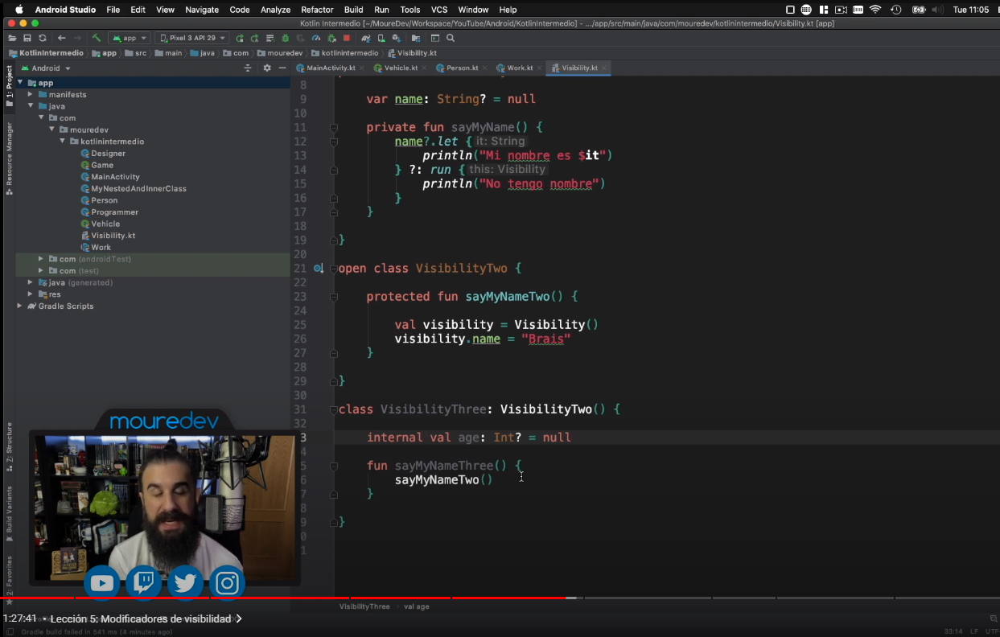 Android Studio File Edit View Navigate Code Analyze Refactor Build Run Tools VCS Window Help Tue 11:05
Kotlin Intermedio [~/MoureDev/Workspace/YouTube/Android/KotlinIntermedio] - .../app/src/main/java/com/mouredev/kotlinintermedio/Visibility.kt [app]
app Pixel 3 API 29
KotlinIntermedio app src main java com mouredev kotlinintermedio Visibility.kt
Android MainActivity.kt Vehicle.kt Person.kt Work.kt Visibility.kt
1: Project
Resource Manager
Z: Structure
Build Variants
2: Favorites
app
manifests
java
com
mouredev
kotlinintermedio
Designer
Game
MainActivity
MyNestedAndInnerClass
Person
Programmer
Vehicle
Visibility.kt
Work
com (androidTest)
com (test)
java (generated)
res
Gradle Scripts
8
9 var name: String? = null
10
11 private fun sayMyName() {
12 name?.let { it: String
13 println("Mi nombre es $it")
14 } ?: run { this: Visibility
15 println("No tengo nombre")
16 }
17 }
18
19 }
20
21 open class VisibilityTwo {
22
23 protected fun sayMyNameTwo() {
24
25 val visibility = Visibility()
26 visibility.name = "Brais"
27 }
28
29 }
30
31 class VisibilityThree: VisibilityTwo() {
32
3 internal val age: Int? = null
4
5 fun sayMyNameThree() {
6 sayMyNameTwo()
7 }
8
9 }
0
1
mouredev
VisibilityThree val age
1:27:41 • Lección 5: Modificadores de visibilidad
Gradle build failed in 541 ms (4 minutes ago)
33:14 LF UTF